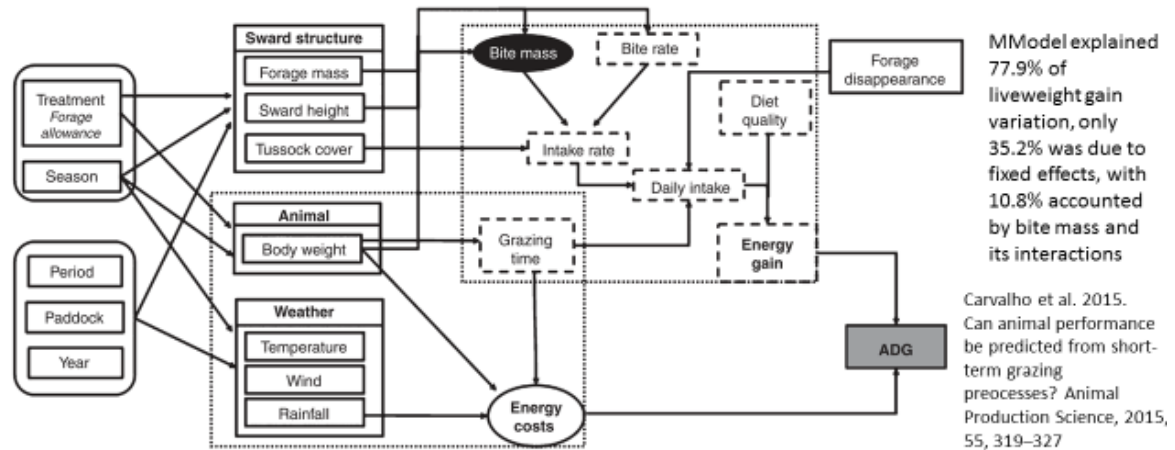 Treatment
Forage
allowance
Season
Period
Paddock
Year
Sward structure
Forage mass
Sward height
Tussock cover
Animal
Body weight
Weather
Temperature
Wind
Rainfall
Bite mass
Bite rate
Intake rate
Diet
quality
Daily intake
Grazing
time
Energy
gain
Energy
costs
Forage
disappearance
ADG
MModel explained
77.9% of
liveweight gain
variation, only
35.2% was due to
fixed effects, with
10.8% accounted
by bite mass and
its interactions
Carvalho et al. 2015.
Can animal performance
be predicted from short-
term grazing
preocesses? Animal
Production Science, 2015,
55, 319–327